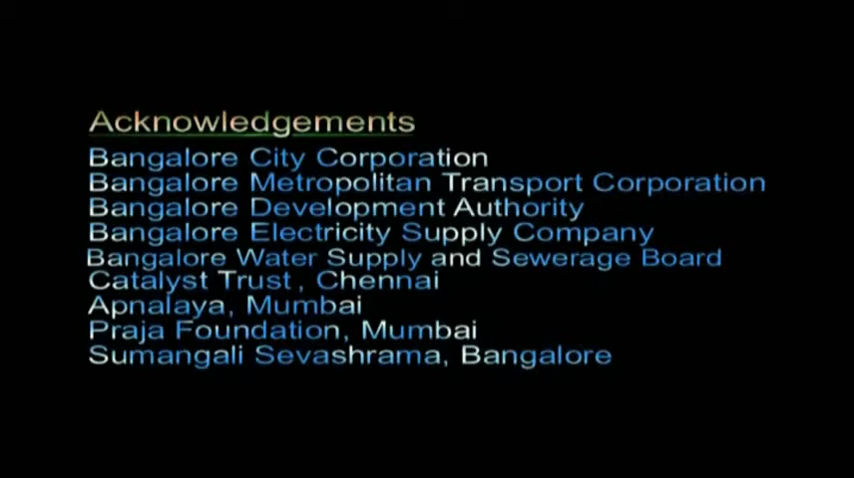 Acknowledgements
Bangalore City Corporation
Bangalore Metropolitan Transport Corporation
Bangalore Development Authority
Bangalore Electricity Supply Company
Bangalore Water Supply and Sewerage Board
Catalyst Trust , Chennai
Apnalaya, Mumbai
Praja Foundation, Mumbai
Sumangali Sevashrama, Bangalore